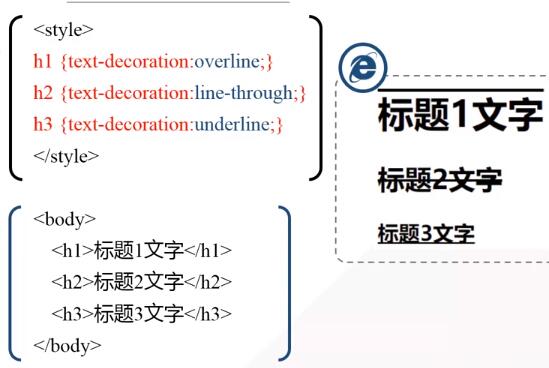 <style>
h1 {text-decoration:overline;}
h2 {text-decoration:line-through;}
h3 {text-decoration:underline;}
</style>
<body>
<h1>标题1文字</h1>
<h2>标题2文字</h2>
<h3>标题3文字</h3>
</body>
标题1文字
标题2文字
标题3文字